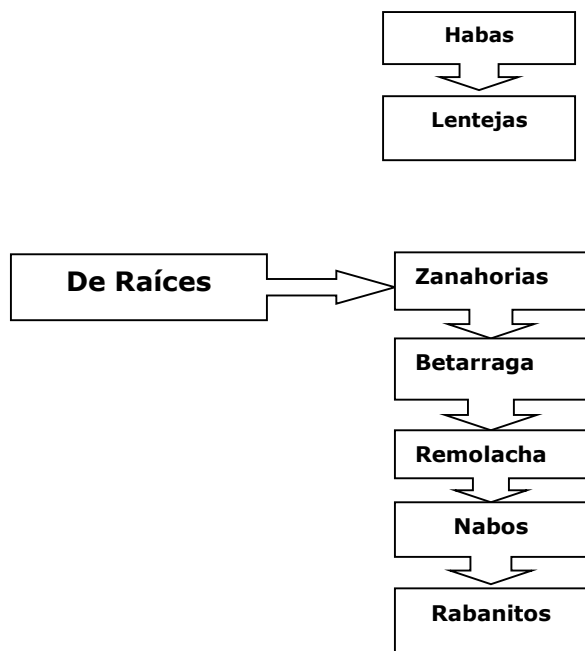 Habas
Lentejas
De Raíces
Zanahorias
Betarraga
Remolacha
Nabos
Rabanitos